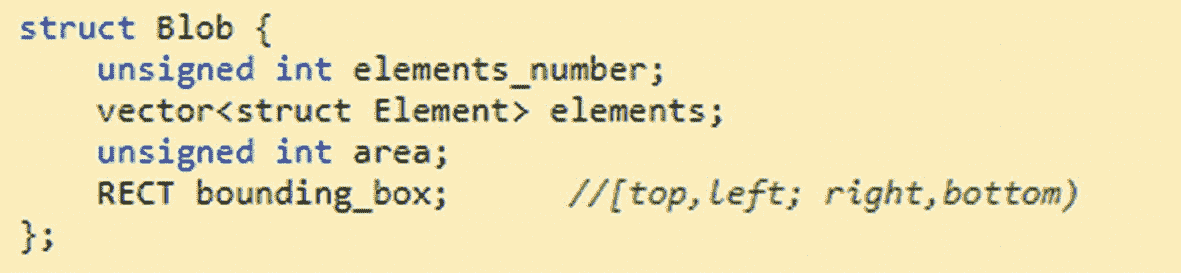 struct Blob {
    unsigned int elements_number;
    vector<struct Element> elements;
    unsigned int area;
    RECT bounding_box;      //[top,left; right,bottom)
};